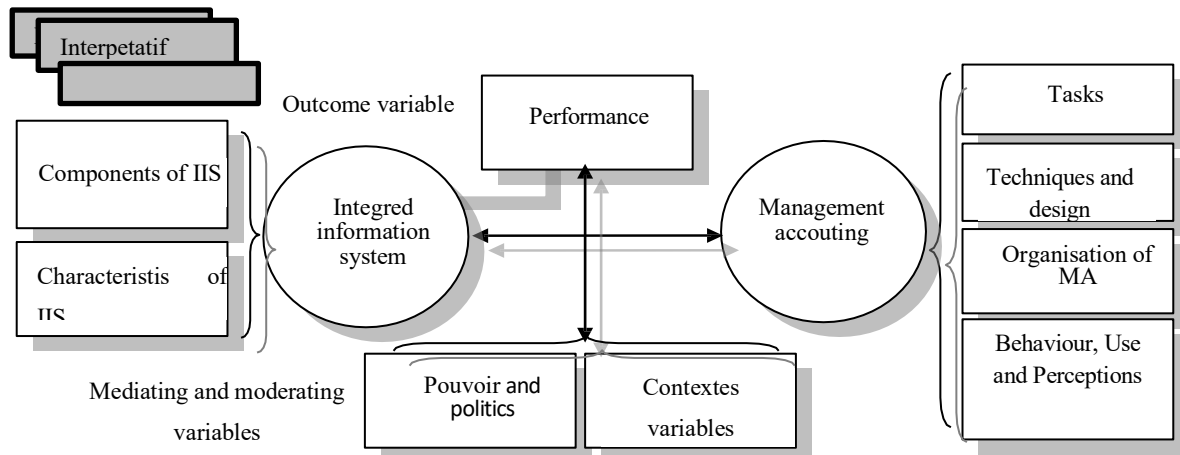 Interpetatif
Outcome variable
Performance
Tasks
Components of IIS
Integred
information
system
Management
accouting
Techniques and
design
Characteristis of
IIS
Organisation of
MA
Behaviour, Use
and Perceptions
Mediating and moderating
variables
Pouvoir and
politics
Contextes
variables